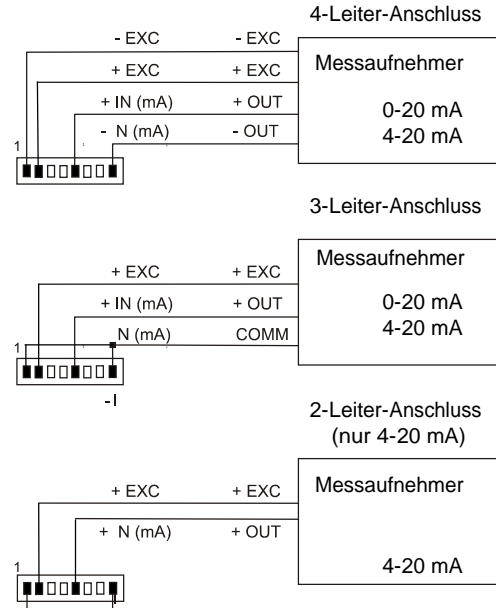 4-Leiter-Anschluss
- EXC - EXC
+ EXC + EXC
+ IN (mA) + OUT
- N (mA) - OUT
1
Messaufnehmer
0-20 mA
4-20 mA
3-Leiter-Anschluss
+ EXC + EXC
+ IN (mA) + OUT
N (mA) COMM
1
-I
Messaufnehmer
0-20 mA
4-20 mA
2-Leiter-Anschluss
(nur 4-20 mA)
+ EXC + EXC
+ N (mA) + OUT
1
Messaufnehmer
4-20 mA